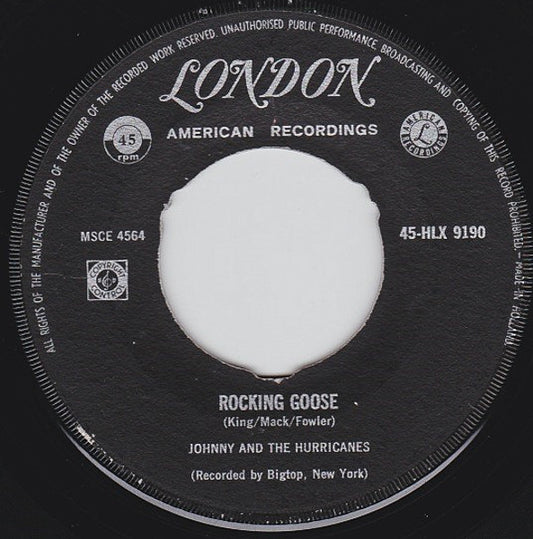 ALL RIGHTS OF THE MANUFACTURER AND OF THE OWNER OF THE RECORDED WORK RESERVED. UNAUTHORISED PUBLIC PERFORMANCE, BROADCASTING AND COPYING OF THIS RECORD PROHIBITED. – MADE IN HOLLAND.
LONDON
AMERICAN RECORDINGS
45
rpm
AMERICAN
L
RECORDINGS
MSCE 4564
45-HLX 9190
COPYRIGHT
CONTROL
ROCKING GOOSE
(King/Mack/Fowler)
JOHNNY AND THE HURRICANES
(Recorded by Bigtop, New York)